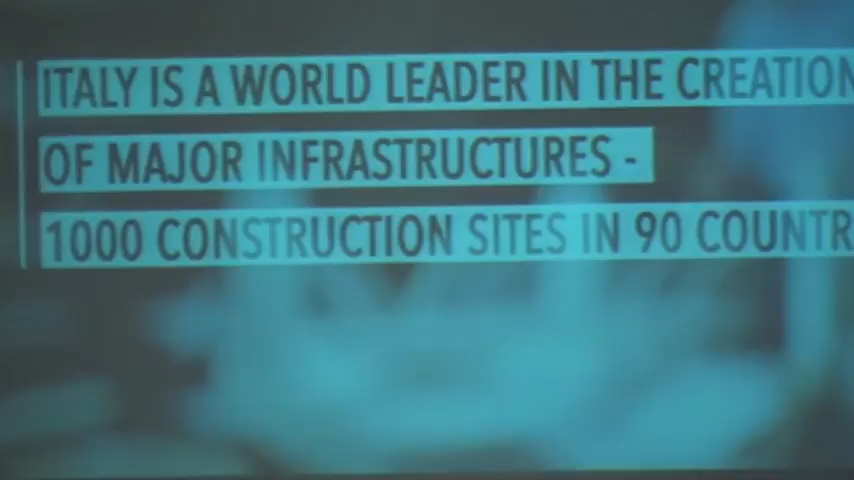 ITALY IS A WORLD LEADER IN THE CREATION
OF MAJOR INFRASTRUCTURES -
1000 CONSTRUCTION SITES IN 90 COUNTR